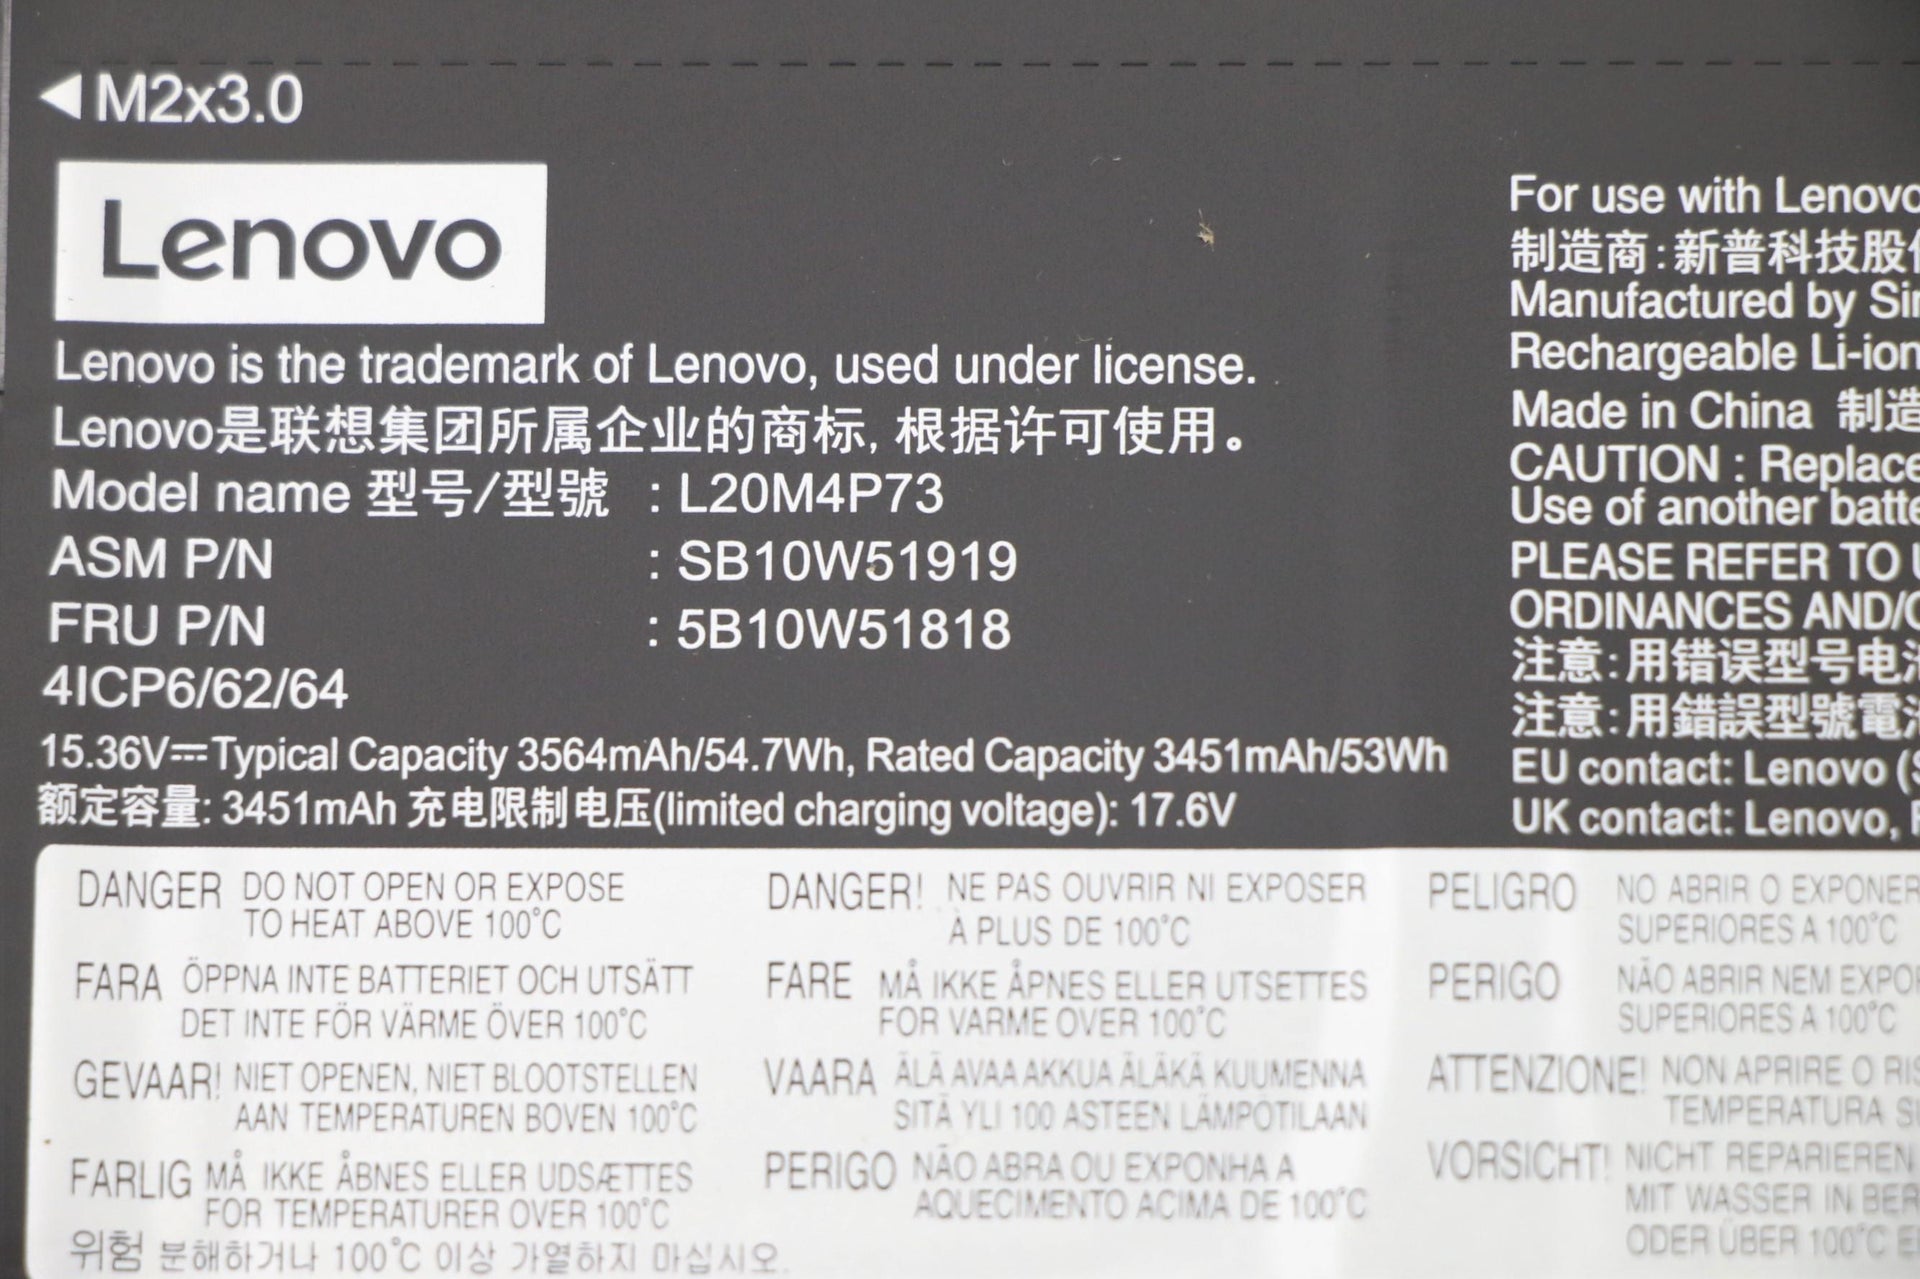 M2x3.0
Lenovo
Lenovo is the trademark of Lenovo, used under license.
Lenovo是联想集团所属企业的商标, 根据许可使用。
Model name 型号/型號 : L20M4P73
ASM P/N : SB10W51919
FRU P/N : 5B10W51818
4ICP6/62/64
15.36V⎓Typical Capacity 3564mAh/54.7Wh, Rated Capacity 3451mAh/53Wh
额定容量: 3451mAh 充电限制电压(limited charging voltage): 17.6V
For use with Lenovo
制造商:新普科技股
Manufactured by
Rechargeable Li-ion
Made in China 制造
CAUTION : Replace
Use of another
PLEASE REFER TO
ORDINANCES
注意:用错误型号电
注意:用錯誤型號電
EU contact: Lenovo
UK contact: Lenovo,
DANGER DO NOT OPEN OR EXPOSE
TO HEAT ABOVE 100°C
FARA ÖPPNA INTE BATTERIET OCH UTSÄTT
DET INTE FÖR VÄRME ÖVER 100°C
GEVAAR! NIET OPENEN, NIET BLOOTSTELLEN
AAN TEMPERATUREN BOVEN 100°C
FARLIG MÅ IKKE ÅBNES ELLER UDSÆTTES
FOR TEMPERATURER OVER 100°C
위험 분해하거나 100°C 이상 가열하지 마십시오.
DANGER! NE PAS OUVRIR NI EXPOSER
À PLUS DE 100°C
FARE MÅ IKKE ÅPNES ELLER UTSETTES
FOR VARME OVER 100°C
VAARA ÄLÄ AVAA AKKUA ÄLÄKÄ KUUMENNA
SITÄ YLI 100 ASTEEN LÄMPÖTILAAN
PERIGO NÃO ABRA OU EXPONHA A
AQUECIMENTO ACIMA DE 100°C
PELIGRO NO ABRIR O EXPONER
SUPERIORES A 100°C
PERIGO NÃO ABRIR NEM
SUPERIORES A 100°C
ATTENZIONE! NON APRIRE O
TEMPERATURA
VORSICHT! NICHT REPARIEREN
MIT WASSER IN
ODER ÜBER 100°C